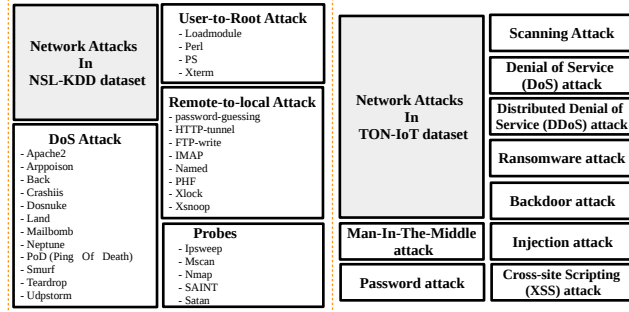 Network Attacks
In
NSL-KDD dataset
DoS Attack
- Apache2
- Arppoison
- Back
- Crashiis
- Dosnuke
- Land
- Mailbomb
- Neptune
- PoD (Ping Of Death)
- Smurf
- Teardrop
- Udpstorm
User-to-Root Attack
- Loadmodule
- Perl
- PS
- Xterm
Remote-to-local Attack
- password-guessing
- HTTP-tunnel
- FTP-write
- IMAP
- Named
- PHF
- Xlock
- Xsnoop
Probes
- Ipsweep
- Mscan
- Nmap
- SAINT
- Satan
Network Attacks
In
TON-IoT dataset
Man-In-The-Middle
attack
Password attack
Scanning Attack
Denial of Service
(DoS) attack
Distributed Denial of
Service (DDoS) attack
Ransomware attack
Backdoor attack
Injection attack
Cross-site Scripting
(XSS) attack